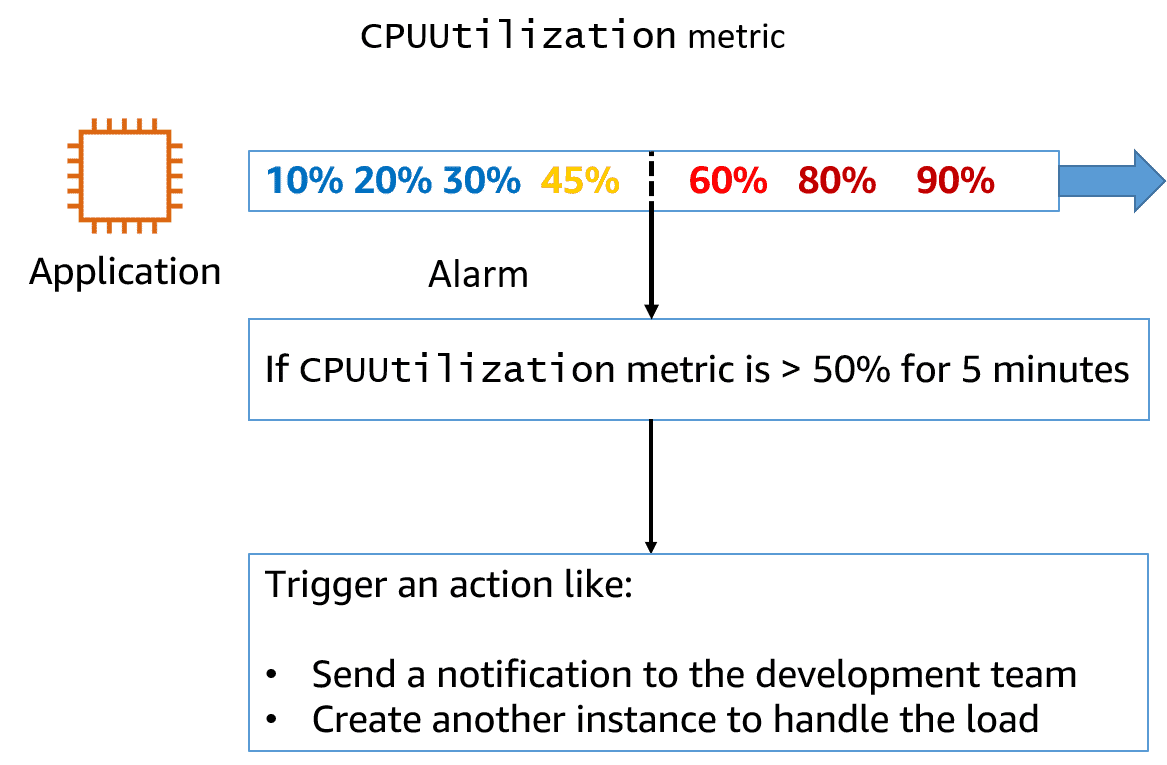 CPUUtilization metric
10% 20% 30% 45% 60% 80% 90%
Application
Alarm
If CPUUtilization metric is > 50% for 5 minutes
Trigger an action like:
• Send a notification to the development team
• Create another instance to handle the load